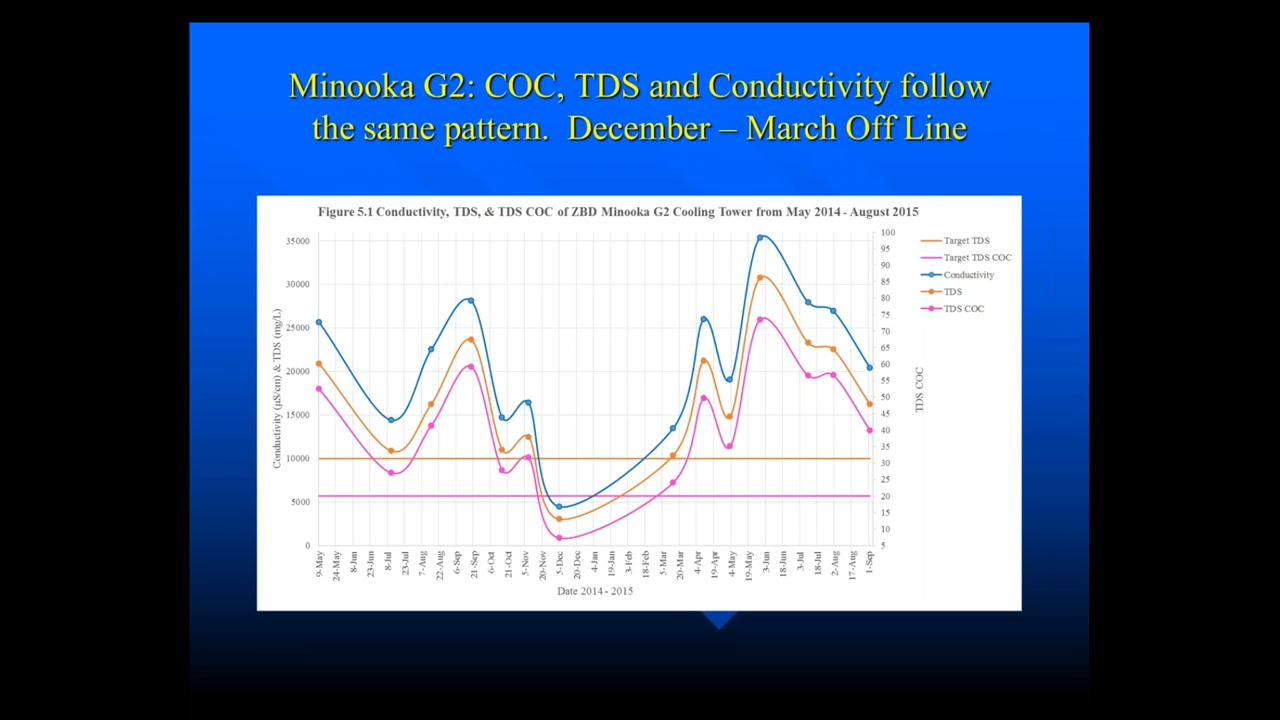 Minooka G2: COC, TDS and Conductivity follow
the same pattern.  December – March Off Line
Figure 5.1 Conductivity, TDS, & TDS COC of ZBD Minooka G2 Cooling Tower from May 2014 - August 2015
Conductivity (µS/cm) & TDS (mg/L)
35000
30000
25000
20000
15000
10000
5000
0
100
95
90
85
80
75
70
65
60
55
50
45
40
35
30
25
20
15
10
5
TDS COC
Target TDS
Target TDS COC
Conductivity
TDS
TDS COC
9-May
24-May
8-Jun
23-Jun
8-Jul
23-Jul
7-Aug
22-Aug
6-Sep
21-Sep
6-Oct
21-Oct
5-Nov
20-Nov
5-Dec
20-Dec
4-Jan
19-Jan
3-Feb
18-Feb
5-Mar
20-Mar
4-Apr
19-Apr
4-May
19-May
3-Jun
18-Jun
3-Jul
18-Jul
2-Aug
17-Aug
1-Sep
Date 2014 - 2015